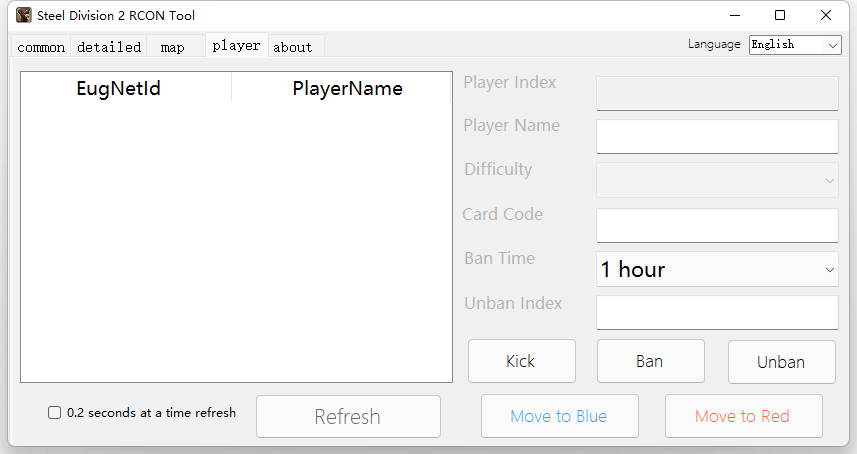 Steel Division 2 RCON Tool
common detailed map player about
Language English
EugNetId PlayerName
Player Index
Player Name
Difficulty
Card Code
Ban Time 1 hour
Unban Index
Kick Ban Unban
0.2 seconds at a time refresh Refresh Move to Blue Move to Red